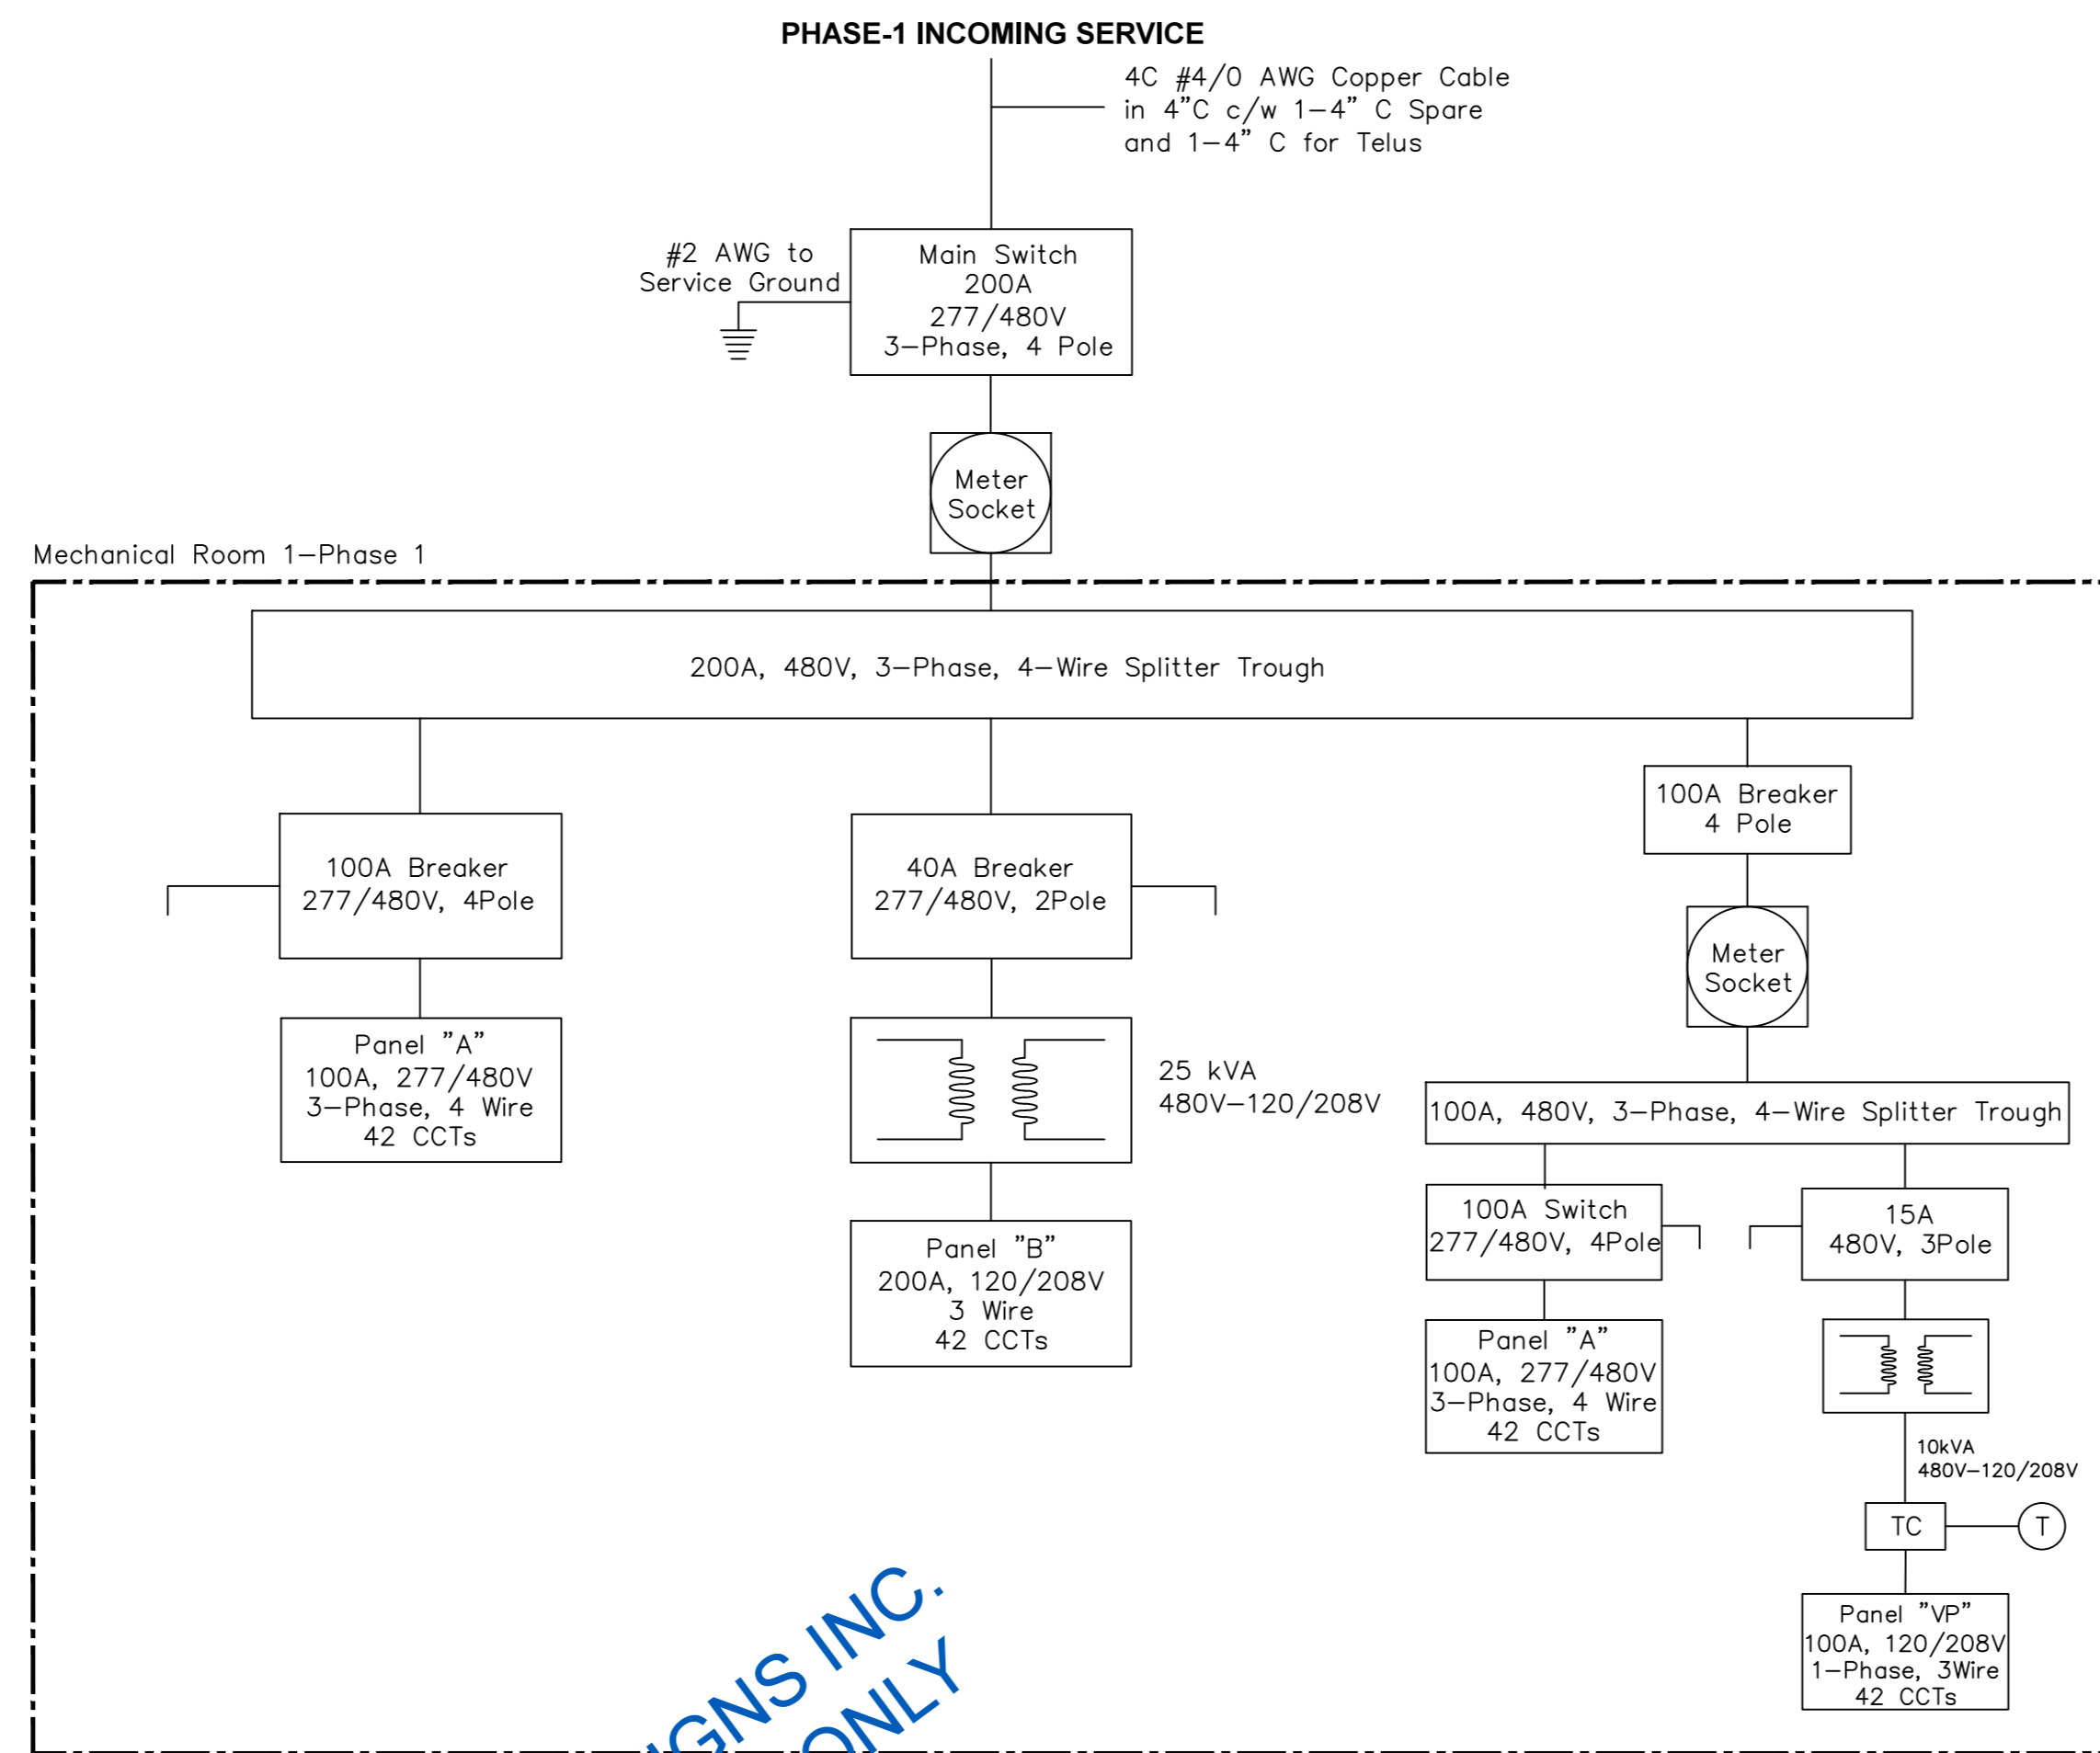 PHASE-1 INCOMING SERVICE
4C #4/0 AWG Copper Cable
in 4”C c/w 1-4” C Spare
and 1-4” C for Telus
#2 AWG to
Service Ground
Main Switch
200A
277/480V
3-Phase, 4 Pole
Meter
Socket
Mechanical Room 1-Phase 1
200A, 480V, 3-Phase, 4-Wire Splitter Trough
100A Breaker
277/480V, 4Pole
40A Breaker
277/480V, 2Pole
100A Breaker
4 Pole
Meter
Socket
Panel ”A”
100A, 277/480V
3-Phase, 4 Wire
42 CCTs
25 kVA
480V-120/208V
Panel ”B”
200A, 120/208V
3 Wire
42 CCTs
100A, 480V, 3-Phase, 4-Wire Splitter Trough
100A Switch
277/480V, 4Pole
15A
480V, 3Pole
Panel ”A”
100A, 277/480V
3-Phase, 4 Wire
42 CCTs
10kVA
480V-120/208V
TC
T
Panel ”VP”
100A, 120/208V
1-Phase, 3Wire
42 CCTs
IGNS INC.
ONLY